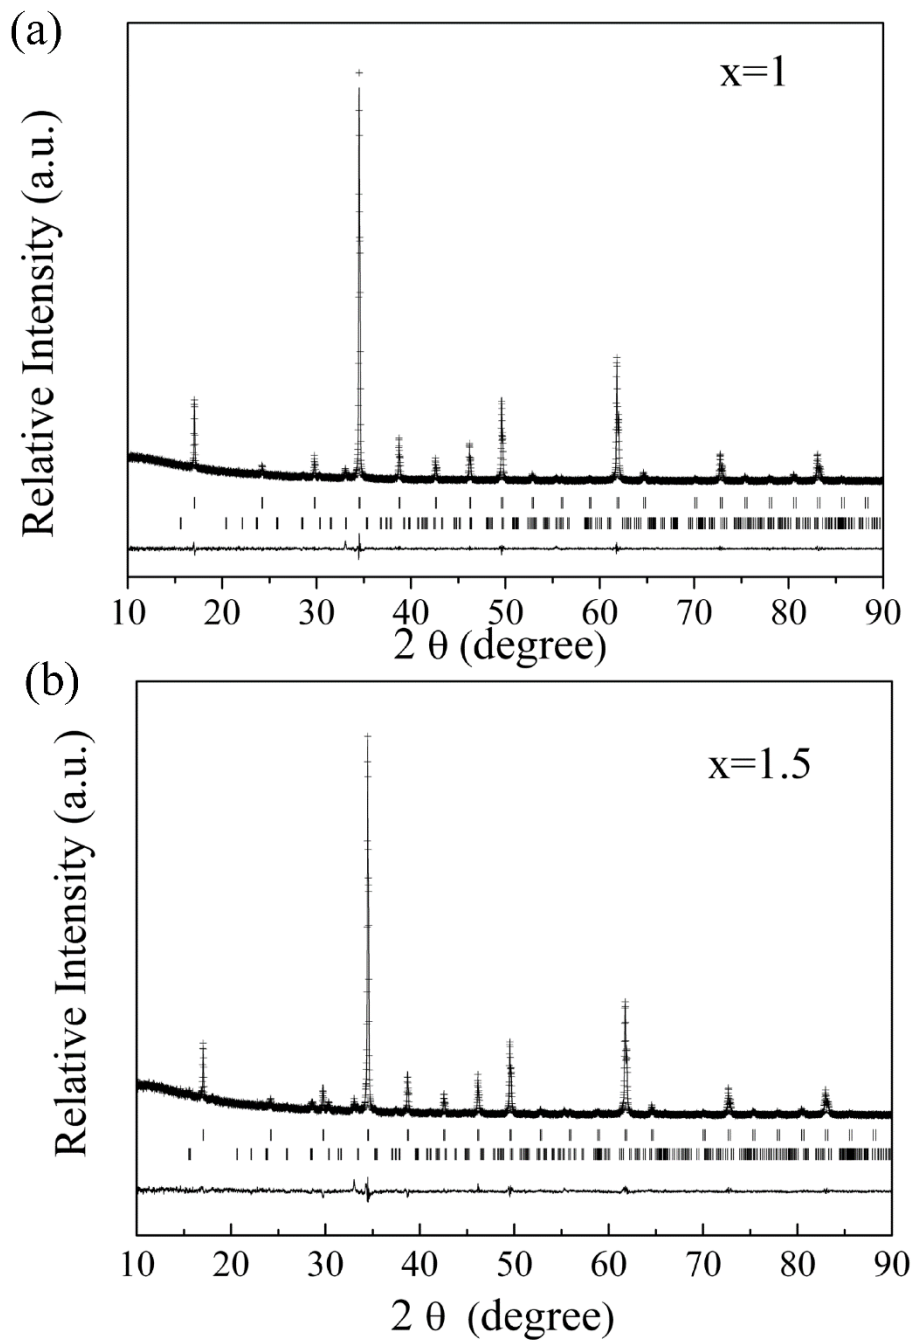 (a)
x=1
Relative Intensity (a.u.)
10 20 30 40 50 60 70 80 90
2 θ (degree)
(b)
x=1.5
Relative Intensity (a.u.)
10 20 30 40 50 60 70 80 90
2 θ (degree)